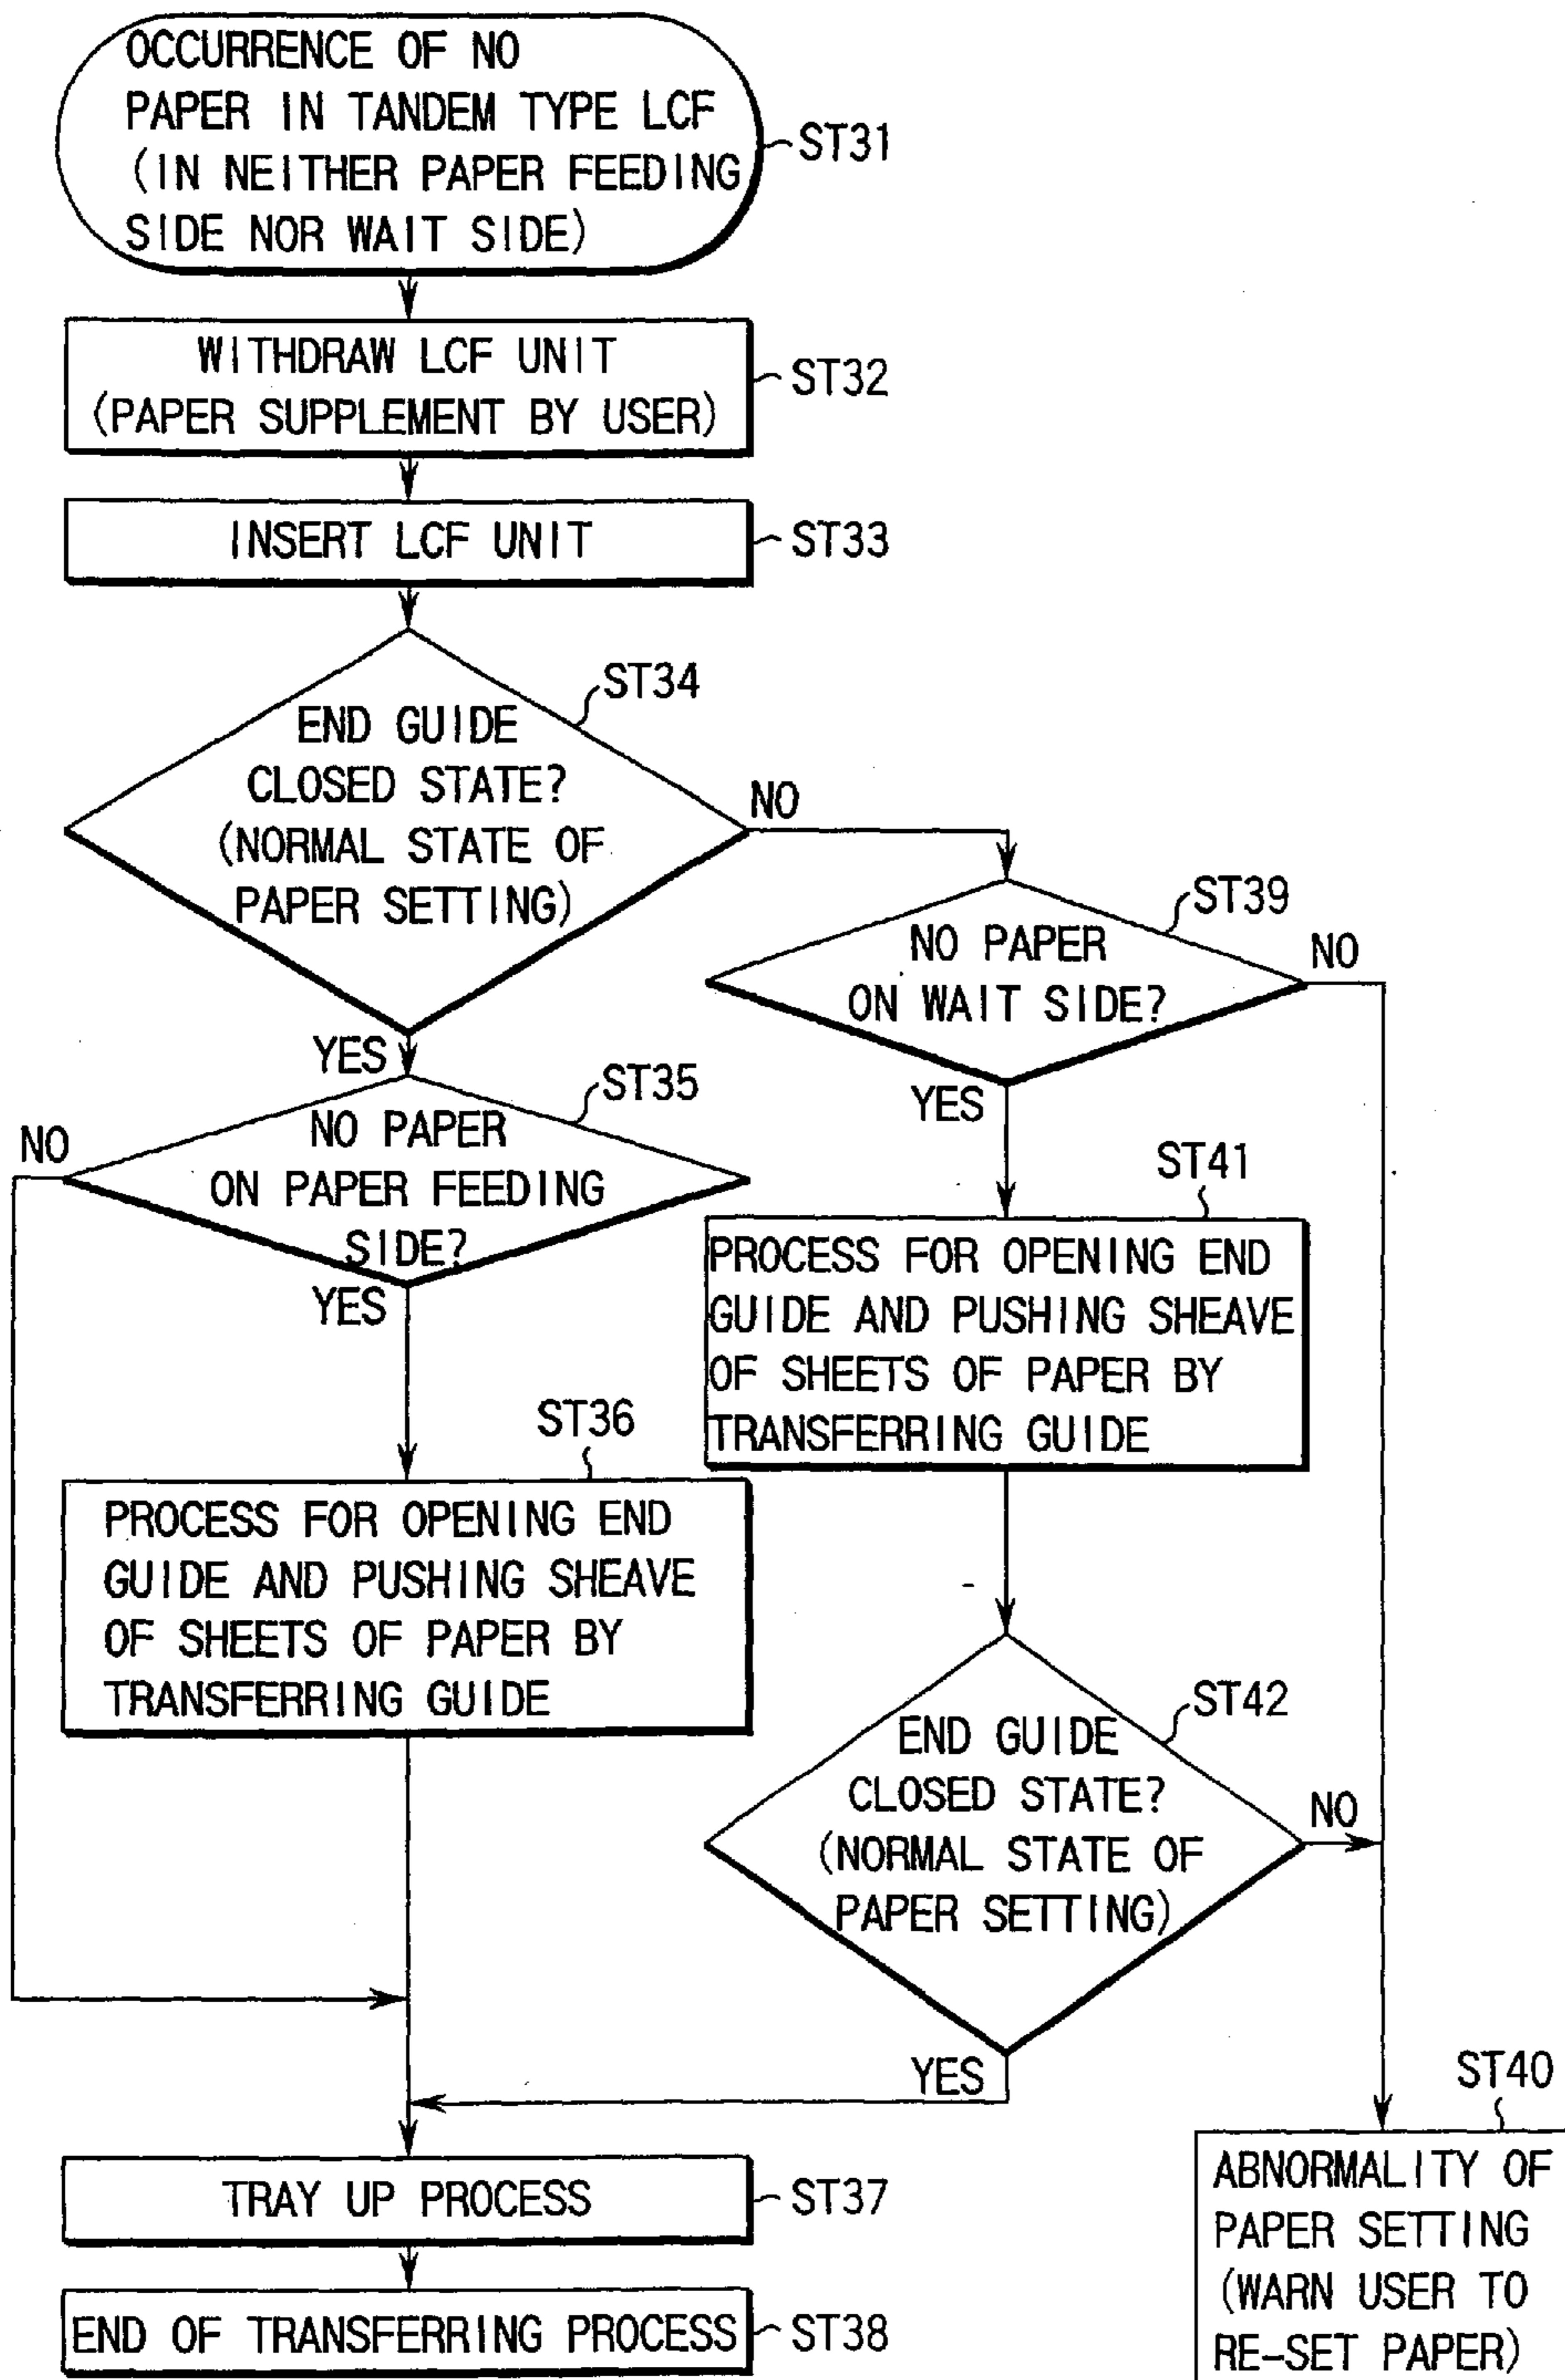 OCCURRENCE OF NO
PAPER IN TANDEM TYPE LCF
(IN NEITHER PAPER FEEDING
SIDE NOR WAIT SIDE)
ST31
WITHDRAW LCF UNIT
(PAPER SUPPLEMENT BY USER)
ST32
INSERT LCF UNIT
ST33
ST34
END GUIDE
CLOSED STATE?
(NORMAL STATE OF
PAPER SETTING)
NO
YES
ST39
NO PAPER
ON WAIT SIDE?
NO
YES
ST35
NO PAPER
ON PAPER FEEDING
SIDE?
NO
YES
ST41
PROCESS FOR OPENING END
GUIDE AND PUSHING SHEAVE
OF SHEETS OF PAPER BY
TRANSFERRING GUIDE
ST36
PROCESS FOR OPENING END
GUIDE AND PUSHING SHEAVE
OF SHEETS OF PAPER BY
TRANSFERRING GUIDE
ST42
END GUIDE
CLOSED STATE?
(NORMAL STATE OF
PAPER SETTING)
NO
YES
TRAY UP PROCESS
ST37
END OF TRANSFERRING PROCESS
ST38
ST40
ABNORMALITY OF
PAPER SETTING
(WARN USER TO
RE-SET PAPER)